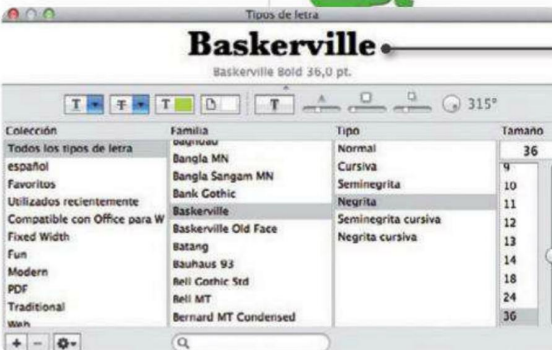 Tipos de letra
Baskerville
Baskerville Bold 36,0 pt.
T T T T 315°
Colección Familia Tipo Tamaño
Todos los tipos de letra
español
Favoritos
Utilizados recientemente
Compatible con Office para W
Fixed Width
Fun
Modern
PDF
Traditional
Web
Baghdad
Bangla MN
Bangla Sangam MN
Bank Gothic
Baskerville
Baskerville Old Face
Batang
Bauhaus 93
Bell Gothic Std
Bell MT
Bernard MT Condensed
Normal
Cursiva
Seminegrita
Negrita
Seminegrita cursiva
Negrita cursiva
36
9
10
11
12
13
14
18
24
36